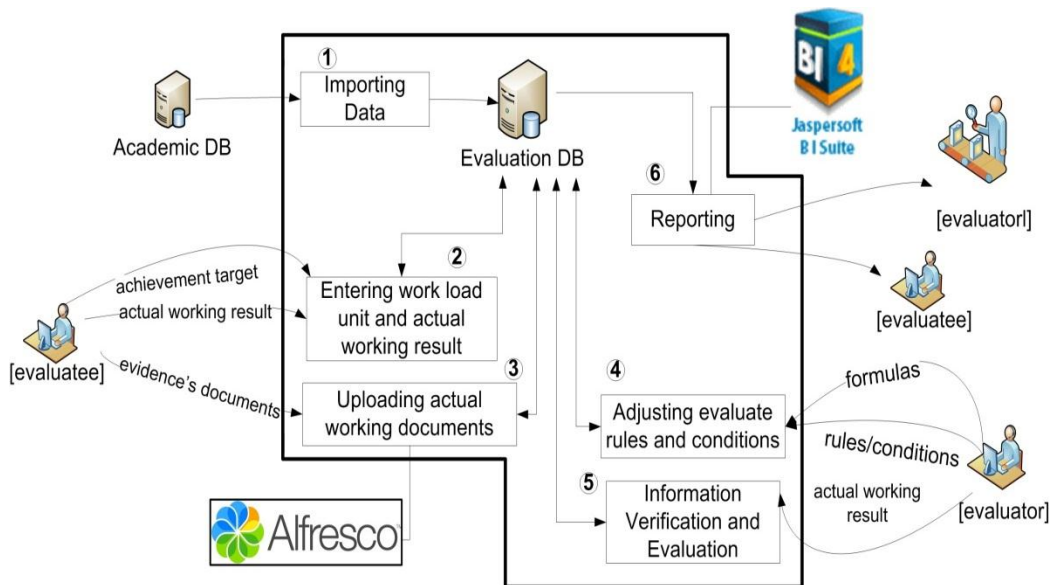 1
Importing
Data
Academic DB
Evaluation DB
BI 4
Jaspersoft
BI Suite
6
Reporting
[evaluatorl]
[evaluatee]
achievement target
actual working result
evidence's documents
[evaluatee]
2
Entering work load
unit and actual
working result
3
Uploading actual
working documents
Alfresco
4
Adjusting evaluate
rules and conditions
5
Information
Verification and
Evaluation
formulas
rules/conditions
actual working
result
[evaluator]